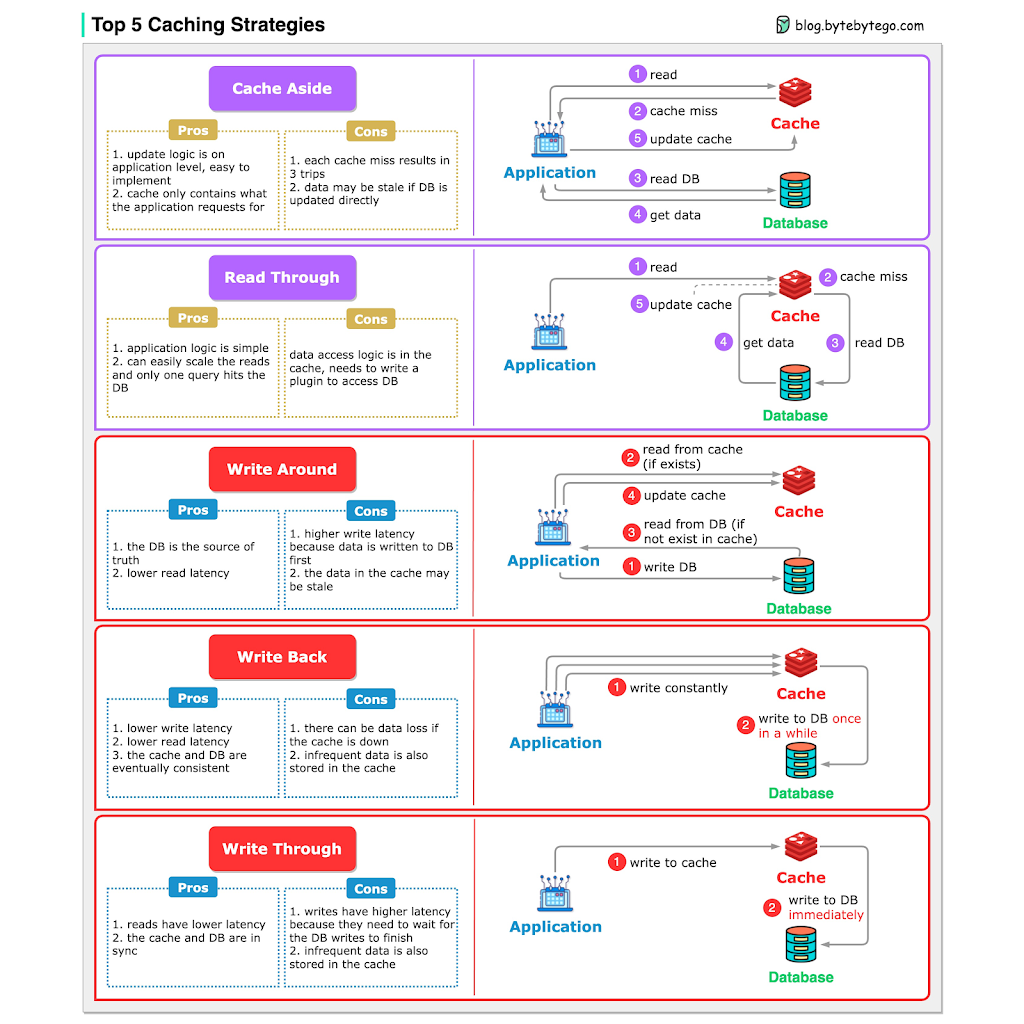 Top 5 Caching Strategies
blog.bytebytego.com
Cache Aside
Pros
1. update logic is on
application level, easy to
implement
2. cache only contains what
the application requests for
Cons
1. each cache miss results in
3 trips
2. data may be stale if DB is
updated directly
1 read
2 cache miss
5 update cache
3 read DB
4 get data
Application
Cache
Database
Read Through
Pros
1. application logic is simple
2. can easily scale the reads
and only one query hits the
DB
Cons
data access logic is in the
cache, needs to write a
plugin to access DB
1 read
2 cache miss
5 update cache
4 get data
3 read DB
Application
Cache
Database
Write Around
Pros
1. the DB is the source of
truth
2. lower read latency
Cons
1. higher write latency
because data is written to DB
first
2. the data in the cache may
be stale
2 read from cache
(if exists)
4 update cache
3 read from DB (if
not exist in cache)
1 write DB
Application
Cache
Database
Write Back
Pros
1. lower write latency
2. lower read latency
3. the cache and DB are
eventually consistent
Cons
1. there can be data loss if
the cache is down
2. infrequent data is also
stored in the cache
1 write constantly
2 write to DB once
in a while
Application
Cache
Database
Write Through
Pros
1. reads have lower latency
2. the cache and DB are in
sync
Cons
1. writes have higher latency
because they need to wait for
the DB writes to finish
2. infrequent data is also
stored in the cache
1 write to cache
2 write to DB
immediately
Application
Cache
Database